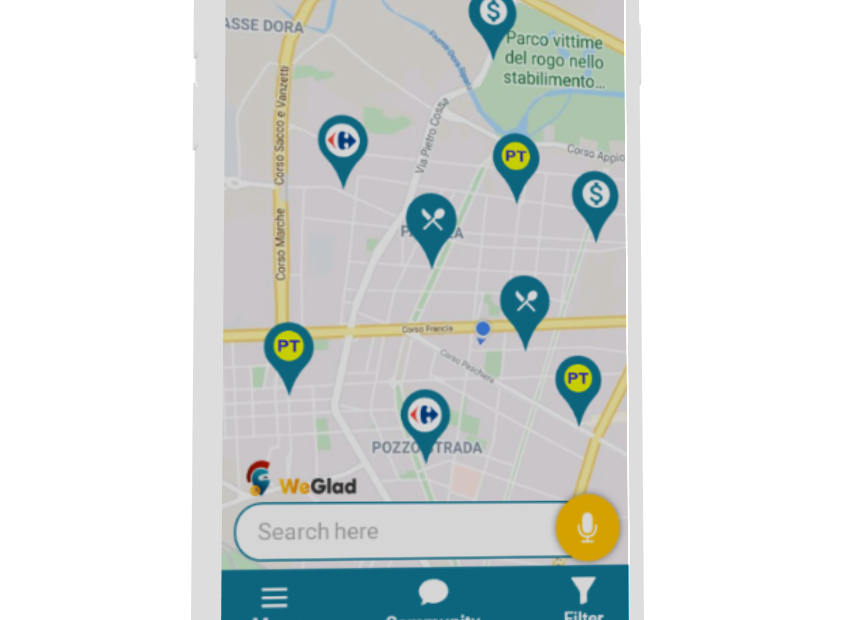 ASSE DORA
$
Parco vittime
del rogo nello
stabilimento...
Corso Sacco e Vanzetti
Via Pietro Cossa
PT
Corso Appio
$
Corso Marche
Corso Francia
PT
Corso Peschiera
PT
POZZO STRADA
WeGlad
Search here
Community
Filter